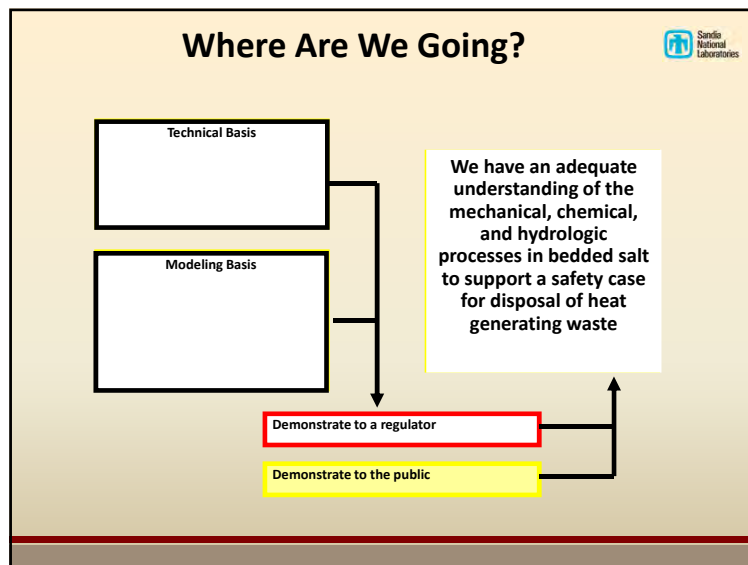 Where Are We Going?
Sandia
National
Laboratories
Technical Basis
We have an adequate
understanding of the
mechanical, chemical,
and hydrologic
processes in bedded salt
to support a safety case
for disposal of heat
generating waste
Modeling Basis
Demonstrate to a regulator
Demonstrate to the public